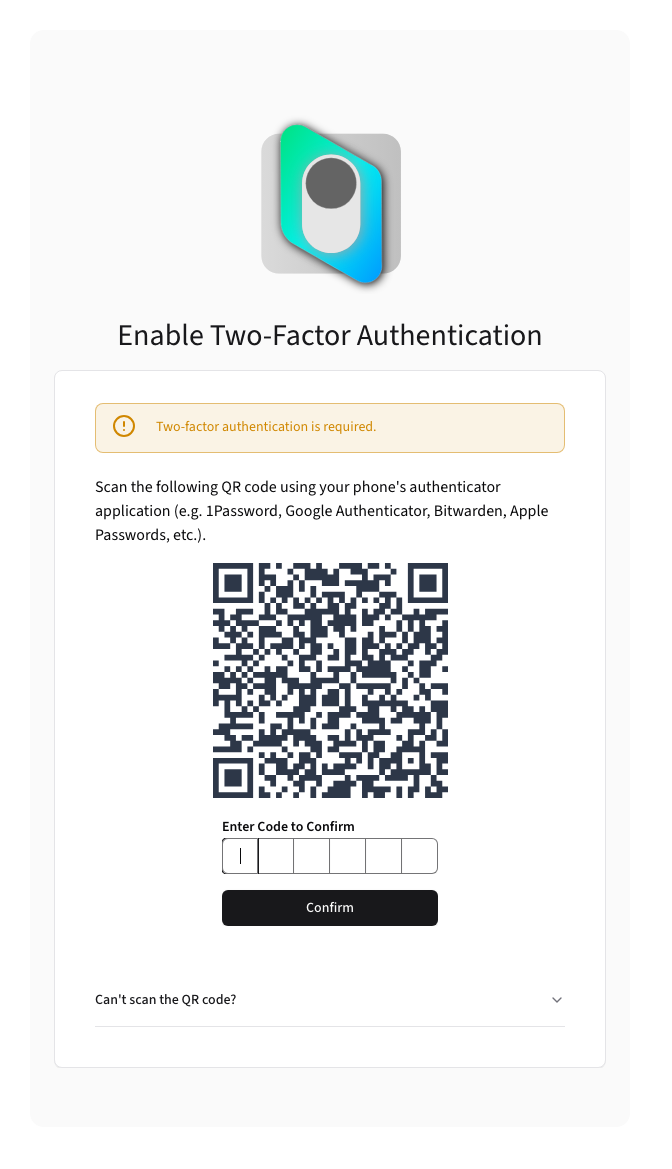 Enable Two-Factor Authentication
Two-factor authentication is required.
Scan the following QR code using your phone's authenticator
application (e.g. 1Password, Google Authenticator, Bitwarden, Apple
Passwords, etc.).
Enter Code to Confirm
Confirm
Can't scan the QR code?